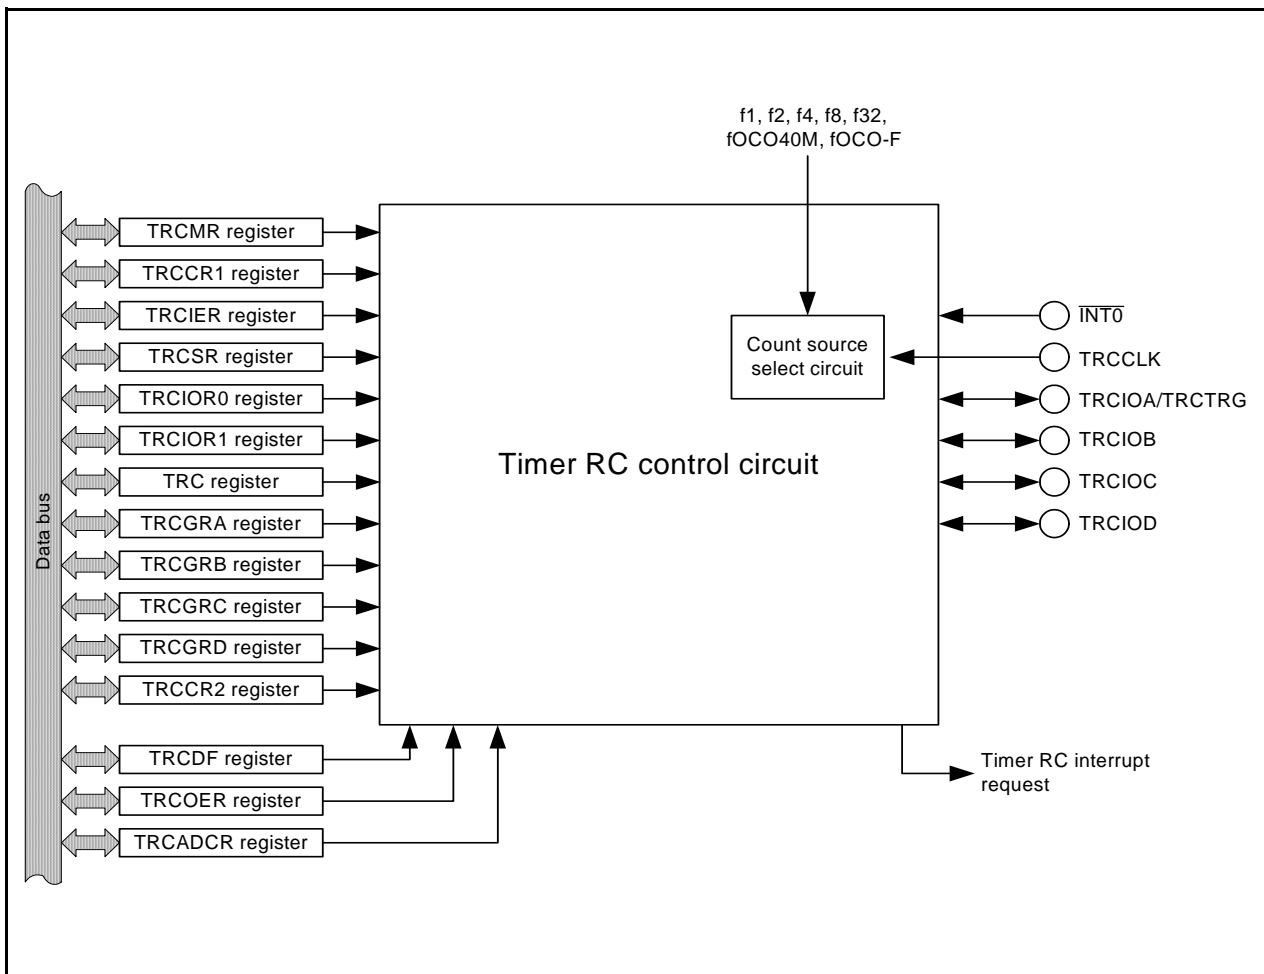 f1, f2, f4, f8, f32,
fOCO40M, fOCO-F
TRCMR register
TRCCR1 register
TRCIER register
TRCSR register
TRCIOR0 register
TRCIOR1 register
TRC register
TRCGRA register
TRCGRB register
TRCGRC register
TRCGRD register
TRCCR2 register
TRCDF register
TRCOER register
TRCADCR register
Data bus
Count source
select circuit
Timer RC control circuit
INT0
TRCCLK
TRCIOA/TRCTRG
TRCIOB
TRCIOC
TRCIOD
Timer RC interrupt
request